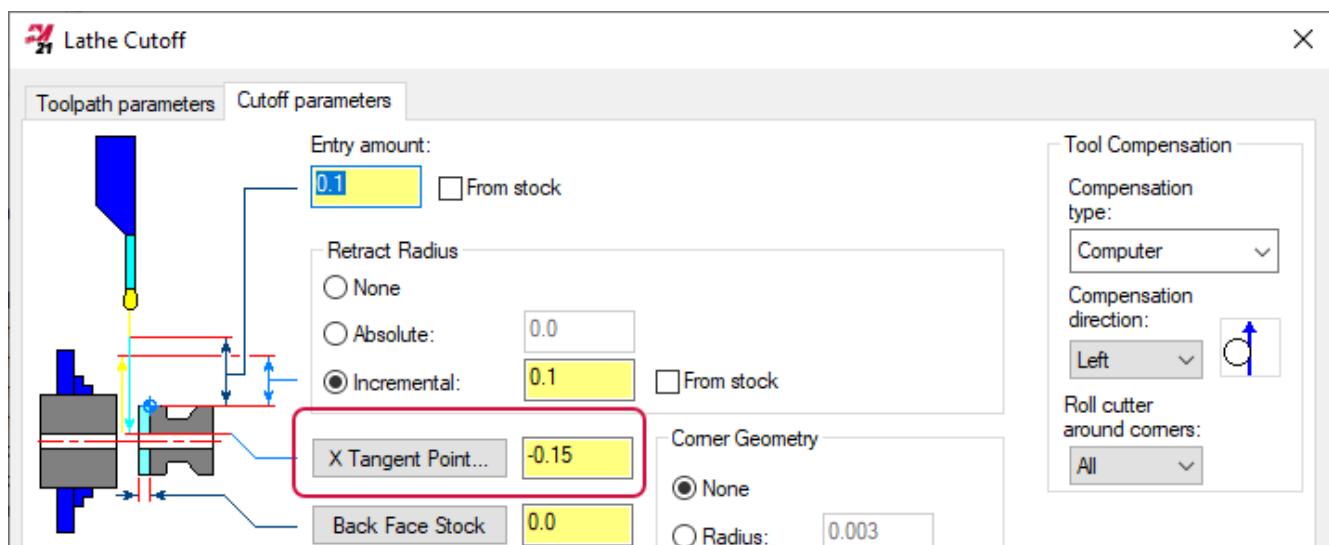 21 Lathe Cutoff
Toolpath parameters Cutoff parameters
Entry amount:
0.1 From stock
Retract Radius
None
Absolute: 0.0
Incremental: 0.1 From stock
X Tangent Point... -0.15
Back Face Stock 0.0
Corner Geometry
None
Radius: 0.003
Tool Compensation
Compensation
type:
Computer
Compensation
direction:
Left
Roll cutter
around corners:
All